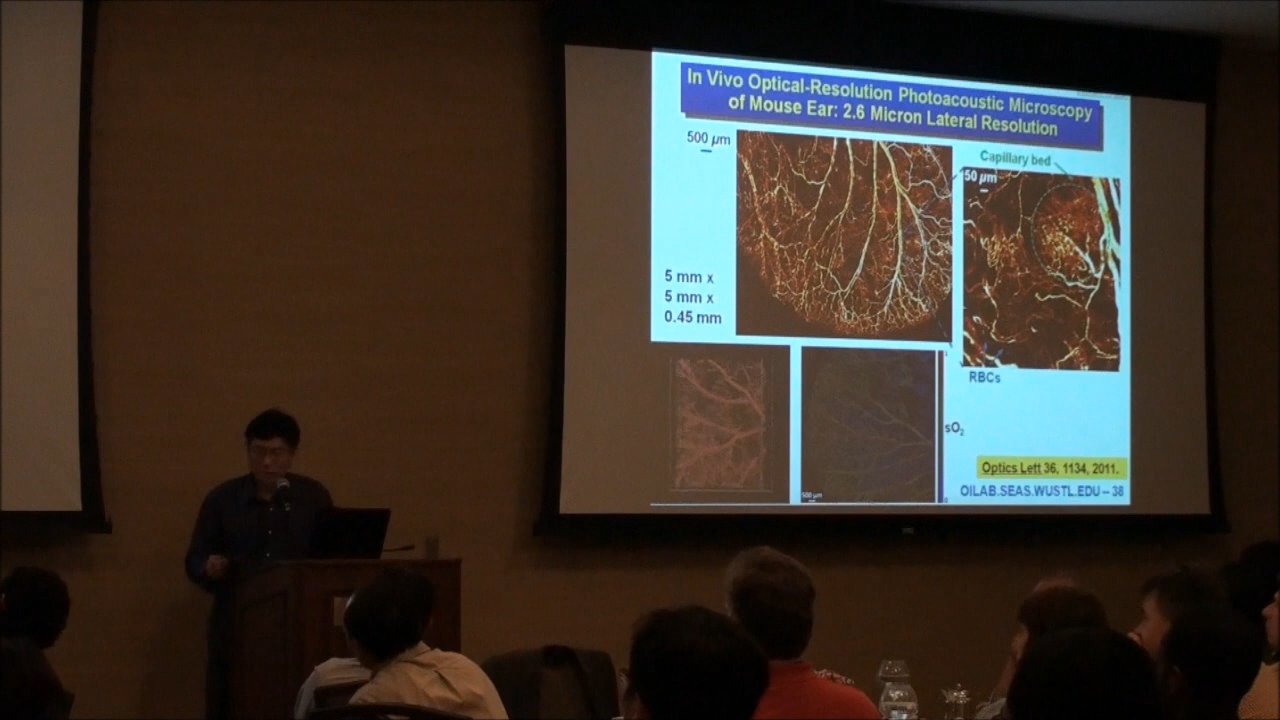 In Vivo Optical-Resolution Photoacoustic Microscopy
of Mouse Ear: 2.6 Micron Lateral Resolution
500 µm
Capillary bed
50 µm
5 mm x
5 mm x
0.45 mm
RBCs
sO₂
500 µm
Optics Lett 36, 1134, 2011.
OILAB.SEAS.WUSTL.EDU – 38